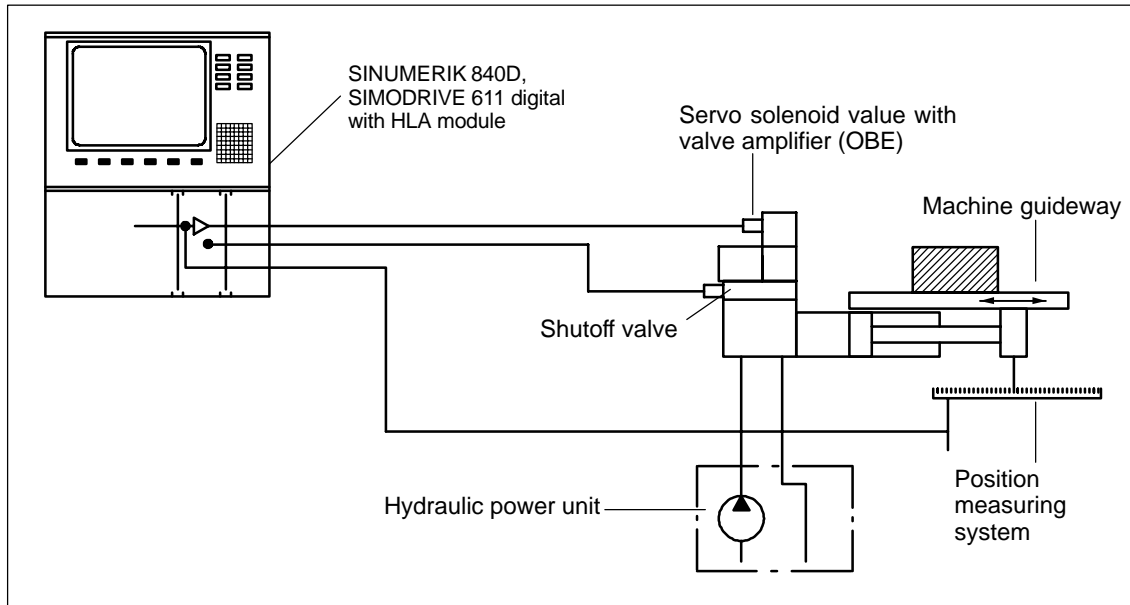 SINUMERIK 840D,
SIMODRIVE 611 digital
with HLA module
Servo solenoid value with
valve amplifier (OBE)
Machine guideway
Shutoff valve
Hydraulic power unit
Position
measuring
system